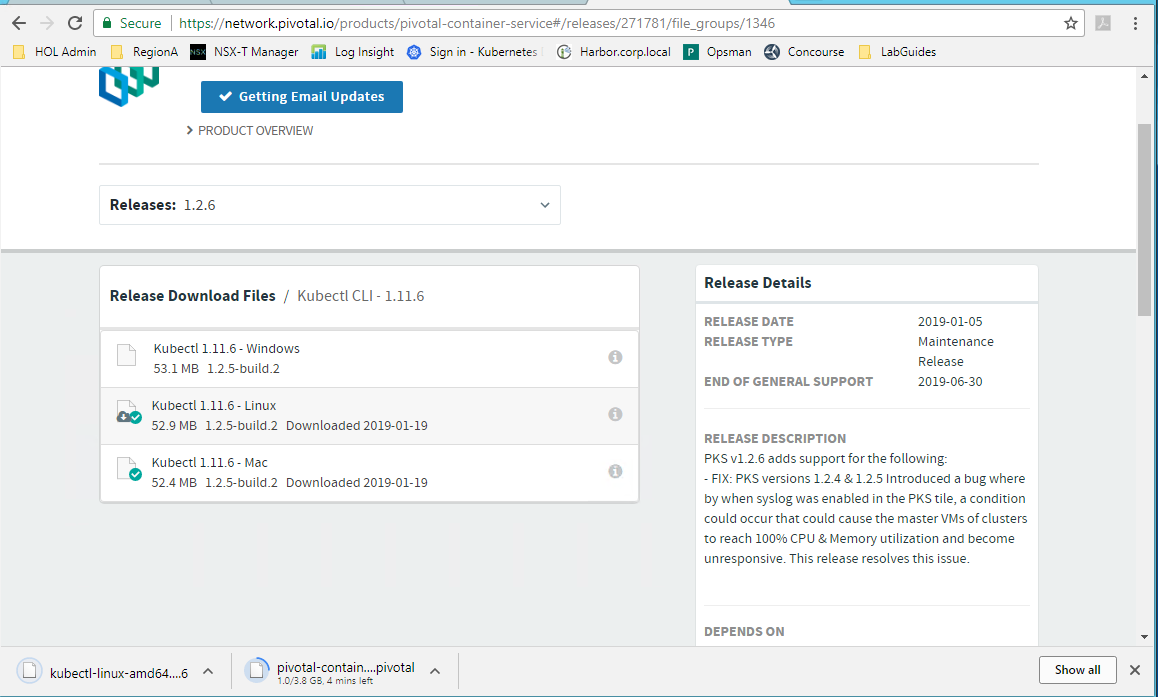 Secure https://network.pivotal.io/products/pivotal-container-service#/releases/271781/file_groups/1346
HOL Admin RegionA NSX NSX-T Manager Log Insight Sign in - Kubernetes Harbor.corp.local P Opsman Concourse LabGuides
Getting Email Updates
PRODUCT OVERVIEW
Releases: 1.2.6
Release Download Files / Kubectl CLI - 1.11.6
Kubectl 1.11.6 - Windows
53.1 MB 1.2.5-build.2
Kubectl 1.11.6 - Linux
52.9 MB 1.2.5-build.2 Downloaded 2019-01-19
Kubectl 1.11.6 - Mac
52.4 MB 1.2.5-build.2 Downloaded 2019-01-19
Release Details
RELEASE DATE 2019-01-05
RELEASE TYPE Maintenance
Release
END OF GENERAL SUPPORT 2019-06-30
RELEASE DESCRIPTION
PKS v1.2.6 adds support for the following:
- FIX: PKS versions 1.2.4 & 1.2.5 Introduced a bug where
by when syslog was enabled in the PKS tile, a condition
could occur that could cause the master VMs of clusters
to reach 100% CPU & Memory utilization and become
unresponsive. This release resolves this issue.
DEPENDS ON
kubectl-linux-amd64....6
pivotal-contain....pivotal
1.0/3.8 GB, 4 mins left
Show all